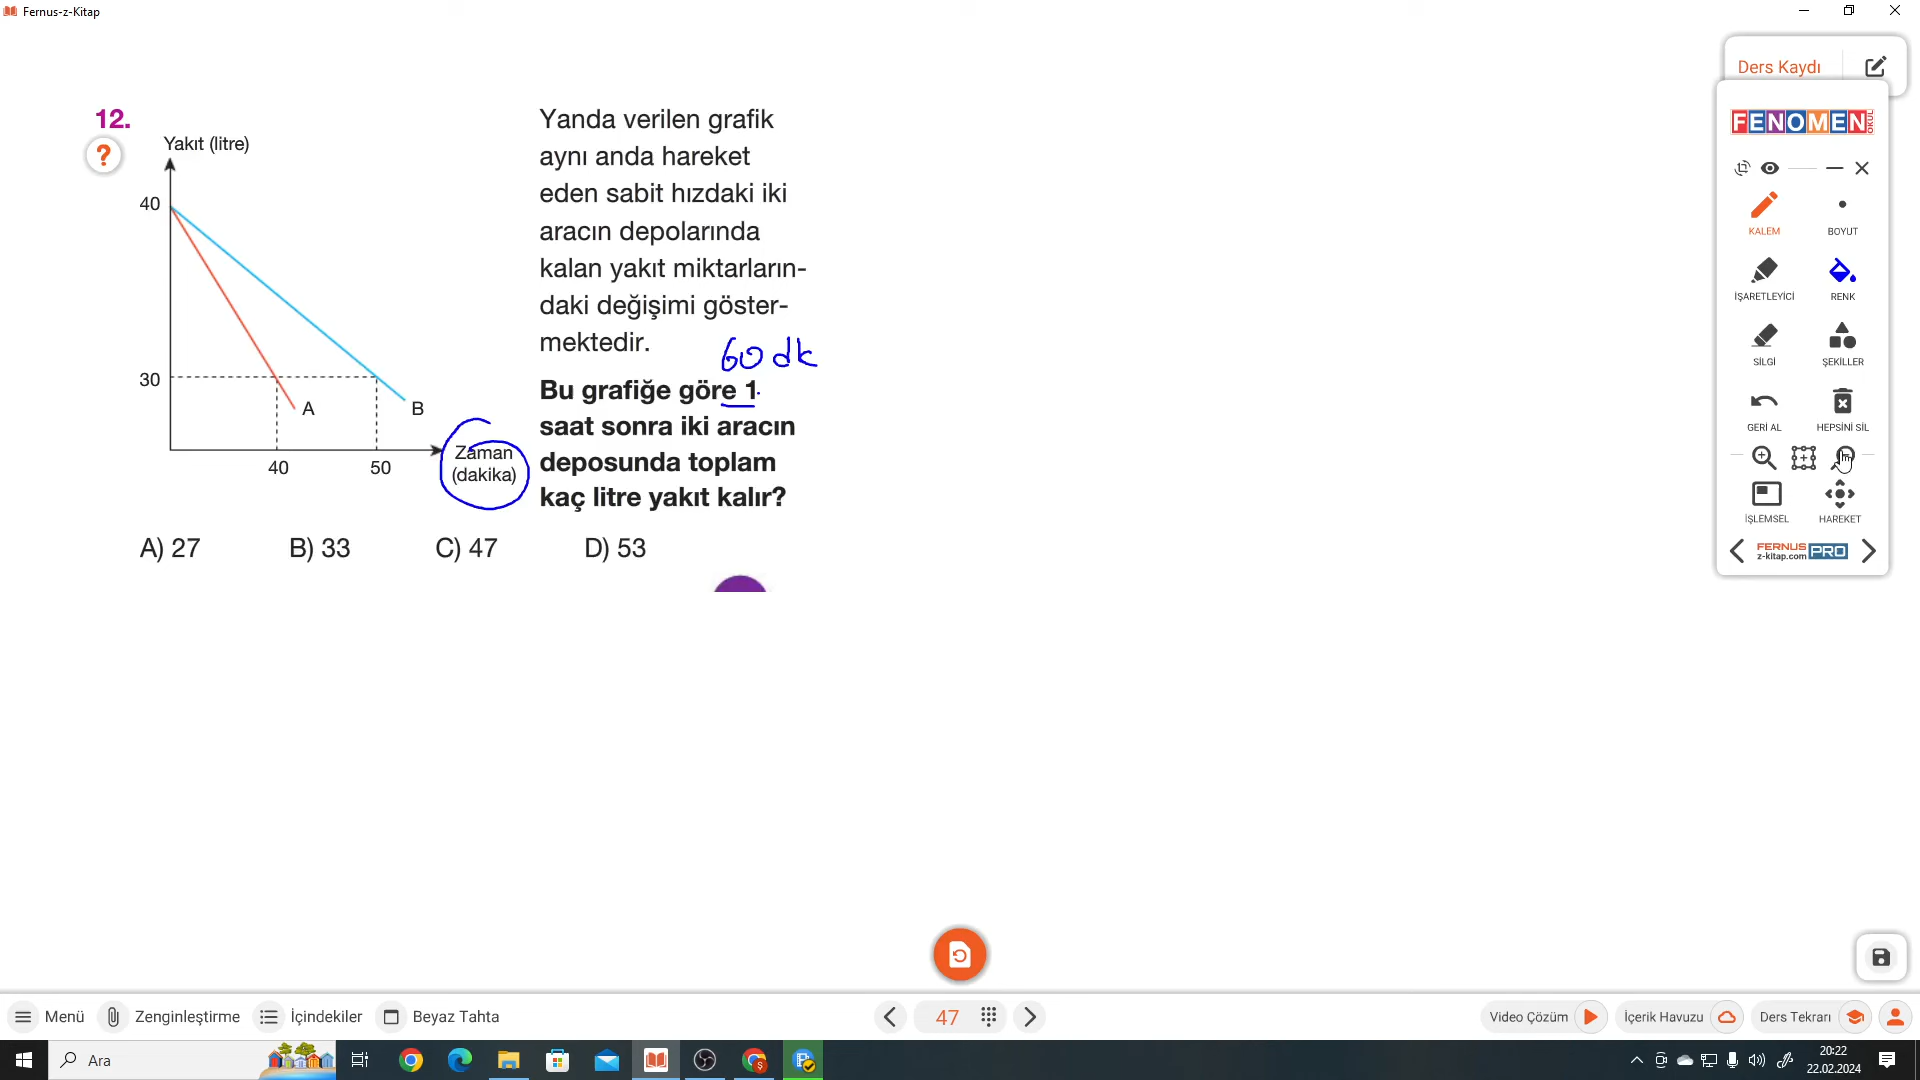 Fernus-z-Kitap
Ders Kaydı
12.
?
Yakıt (litre)
40
30
A
B
40
50
Zaman
(dakika)
Yanda verilen grafik
aynı anda hareket
eden sabit hızdaki iki
aracın depolarında
kalan yakıt miktarların-
daki değişimi göster-
mektedir.
60 dk
Bu grafiğe göre 1
saat sonra iki aracın
deposunda toplam
kaç litre yakıt kalır?
A) 27
B) 33
C) 47
D) 53
FENOMEN OKUL
KALEM
BOYUT
İŞARETLEYİCİ
RENK
SİLGİ
ŞEKİLLER
GERİ AL
HEPSİNİ SİL
İŞLEMSEL
HAREKET
FERNUS
z-kitap.com
PRO
Menü
Zenginleştirme
İçindekiler
Beyaz Tahta
47
Video Çözüm
İçerik Havuzu
Ders Tekrarı
Ara
20:22
22.02.2024